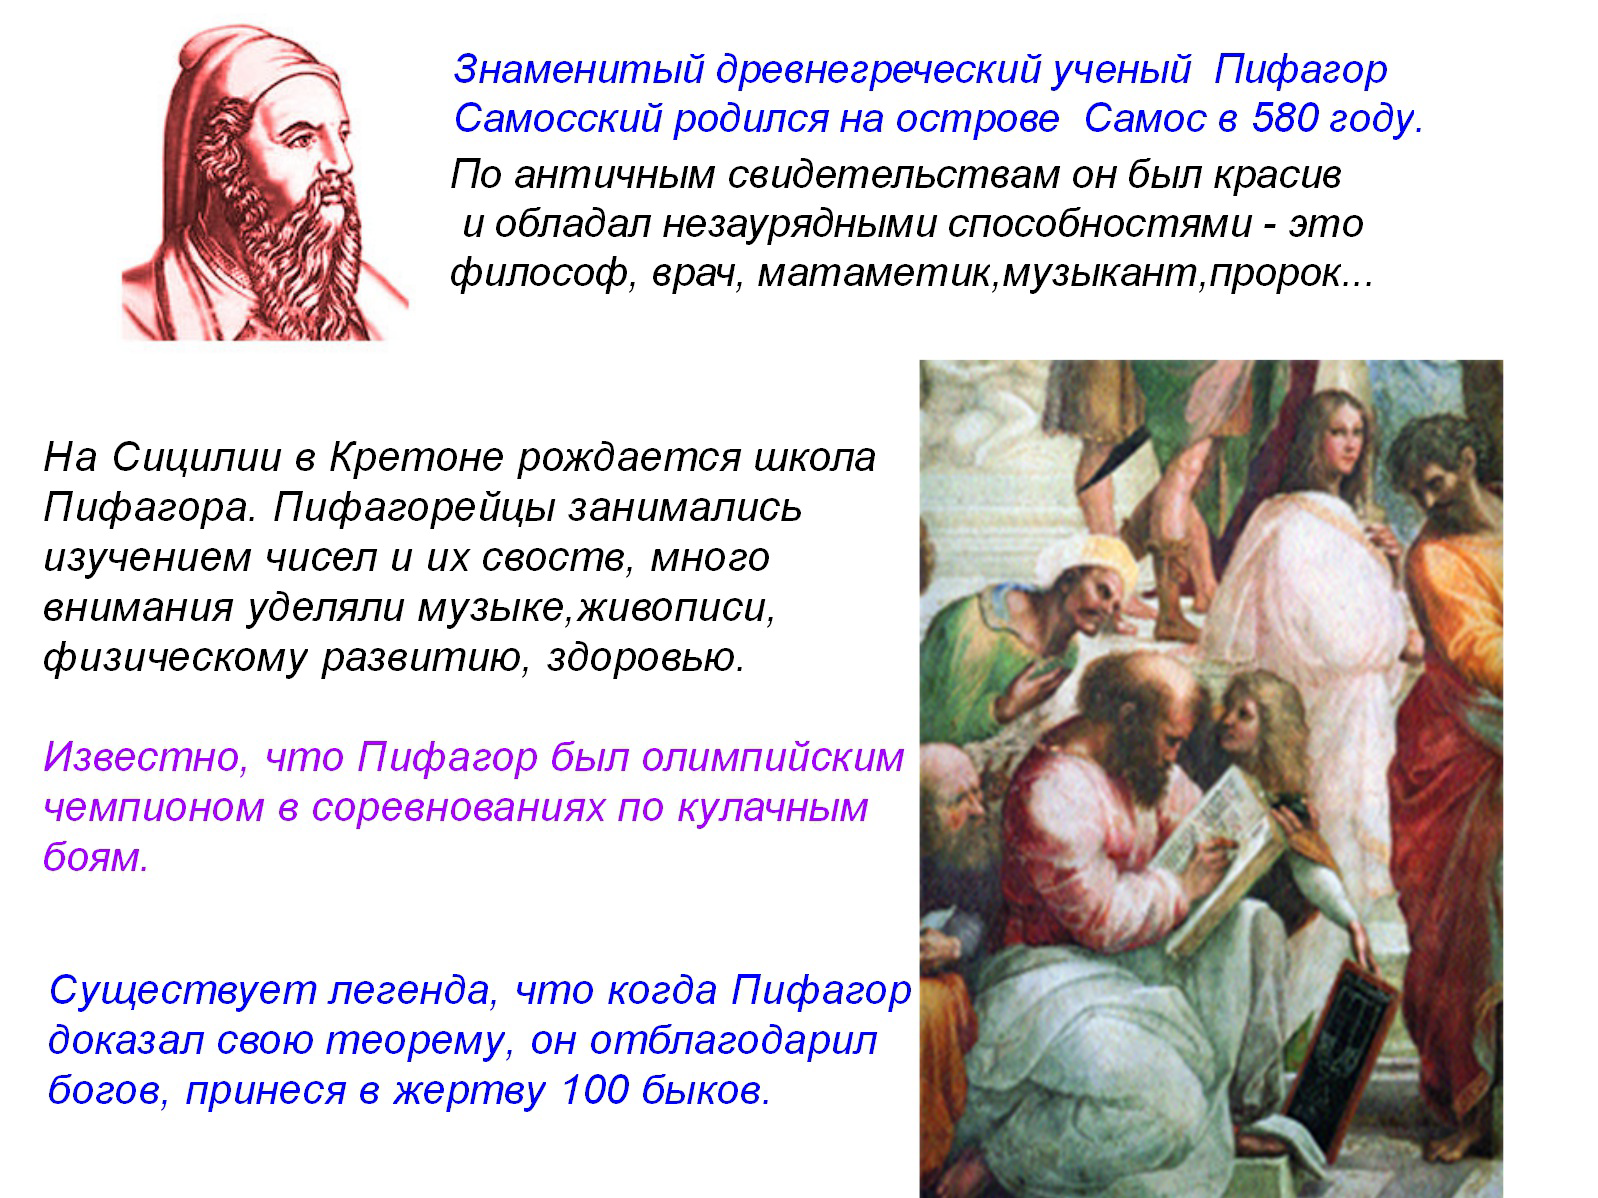 Знаменитый древнегреческий ученый Пифагор
Самосский родился на острове Самос в 580 году.
По античным свидетельствам он был красив
и обладал незаурядными способностями - это
философ, врач, матаметик,музыкант,пророк...
На Сицилии в Кретоне рождается школа
Пифагора. Пифагорейцы занимались
изучением чисел и их своств, много
внимания уделяли музыке,живописи,
физическому развитию, здоровью.
Известно, что Пифагор был олимпийским
чемпионом в соревнованиях по кулачным
боям.
Существует легенда, что когда Пифагор
доказал свою теорему, он отблагодарил
богов, принеся в жертву 100 быков.